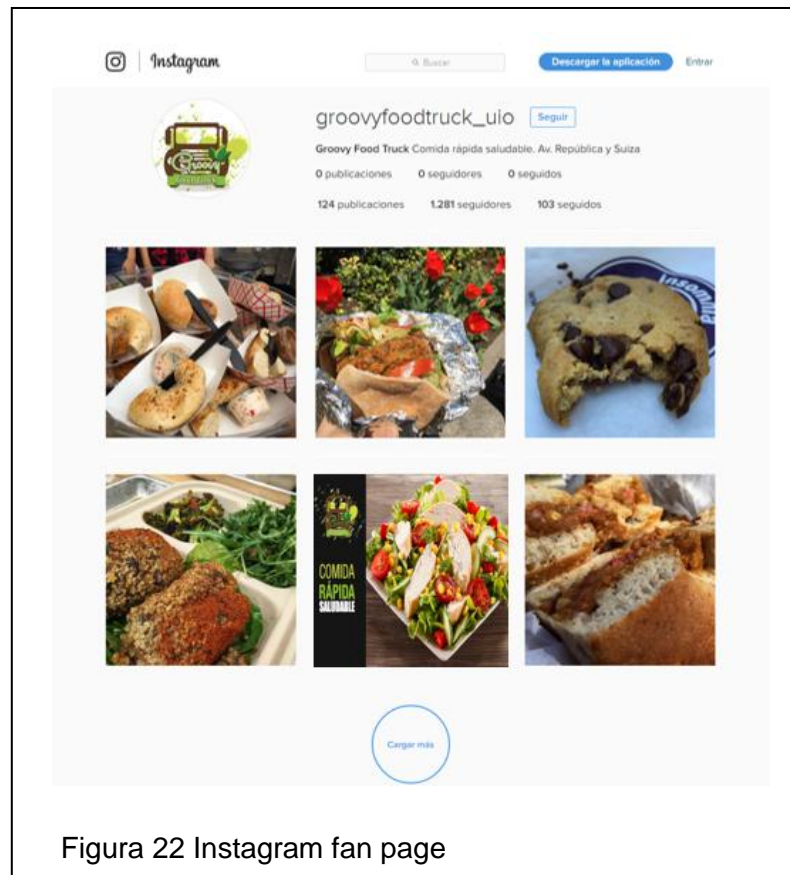 Instagram
Buscar
Descargar la aplicación
Entrar
groovyfoodtruck_uio
Seguir
Groovy Food Truck Comida rápida saludable. Av. República y Suiza
0 publicaciones 0 seguidores 0 seguidos
124 publicaciones 1.281 seguidores 103 seguidos
Groovy
insomnia
COMIDA
RÁPIDA
SALUDABLE
Cargar más
Figura 22 Instagram fan page